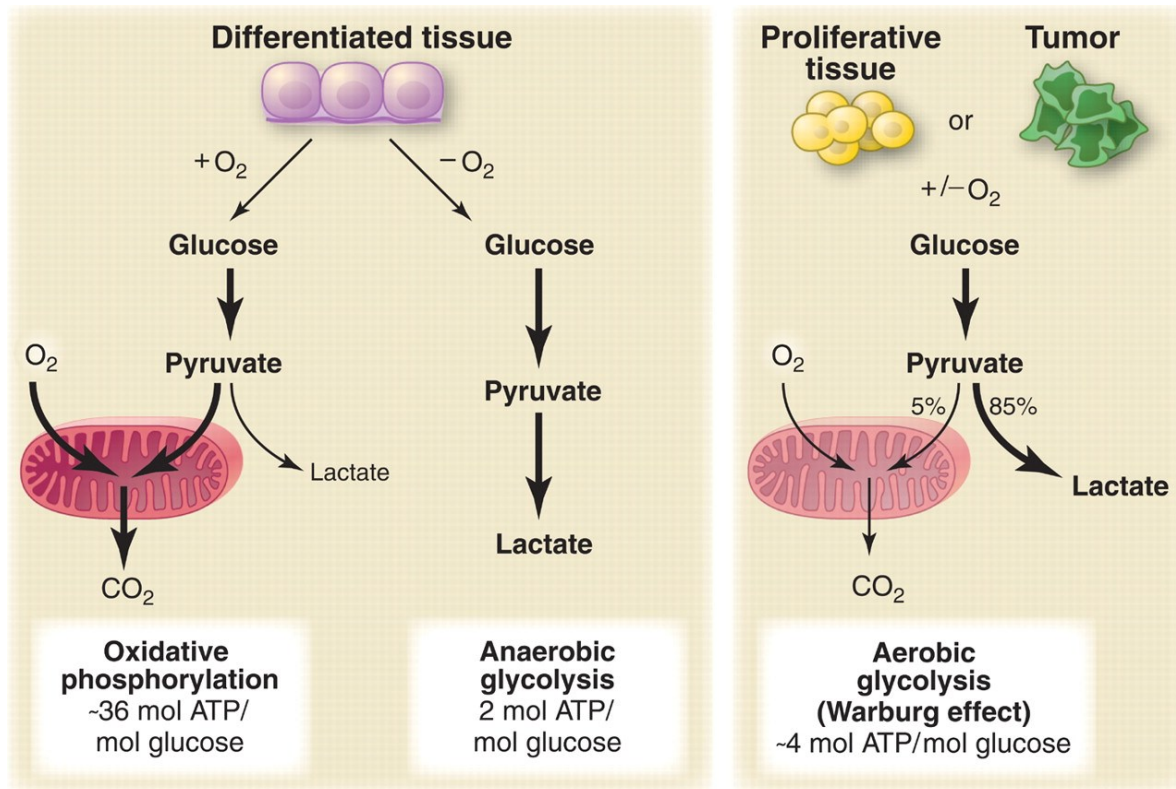 Differentiated tissue
+O₂
−O₂
Glucose
Glucose
O₂
Pyruvate
Pyruvate
Lactate
Lactate
CO₂
Oxidative
phosphorylation
~36 mol ATP/
mol glucose
Anaerobic
glycolysis
2 mol ATP/
mol glucose
Proliferative
tissue
or
Tumor
+/−O₂
Glucose
O₂
Pyruvate
5%
85%
Lactate
CO₂
Aerobic
glycolysis
(Warburg effect)
~4 mol ATP/mol glucose